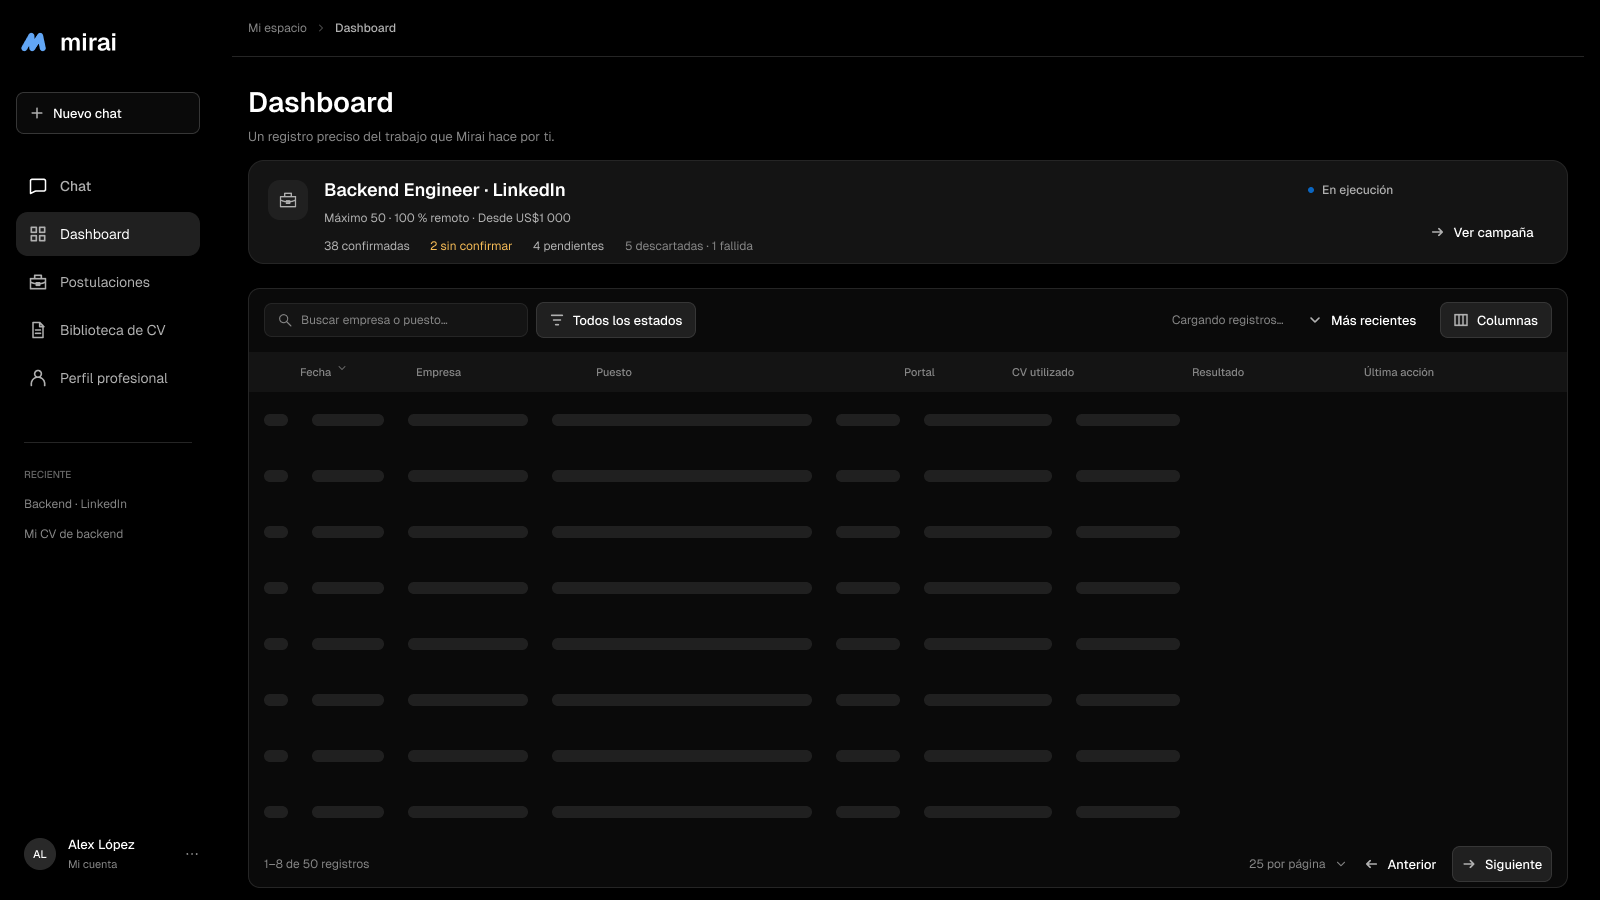 mirai
Nuevo chat
Chat
Dashboard
Postulaciones
Biblioteca de CV
Perfil profesional
RECIENTE
Backend · LinkedIn
Mi CV de backend
AL
Alex López
Mi cuenta
Mi espacio
Dashboard
Dashboard
Un registro preciso del trabajo que Mirai hace por ti.
Backend Engineer · LinkedIn
Máximo 50 · 100 % remoto · Desde US$1 000
38 confirmadas 2 sin confirmar 4 pendientes 5 descartadas · 1 fallida
En ejecución
Ver campaña
Buscar empresa o puesto…
Todos los estados
Cargando registros…
Más recientes
Columnas
Fecha Empresa Puesto Portal CV utilizado Resultado Última acción
1–8 de 50 registros
25 por página
Anterior
Siguiente